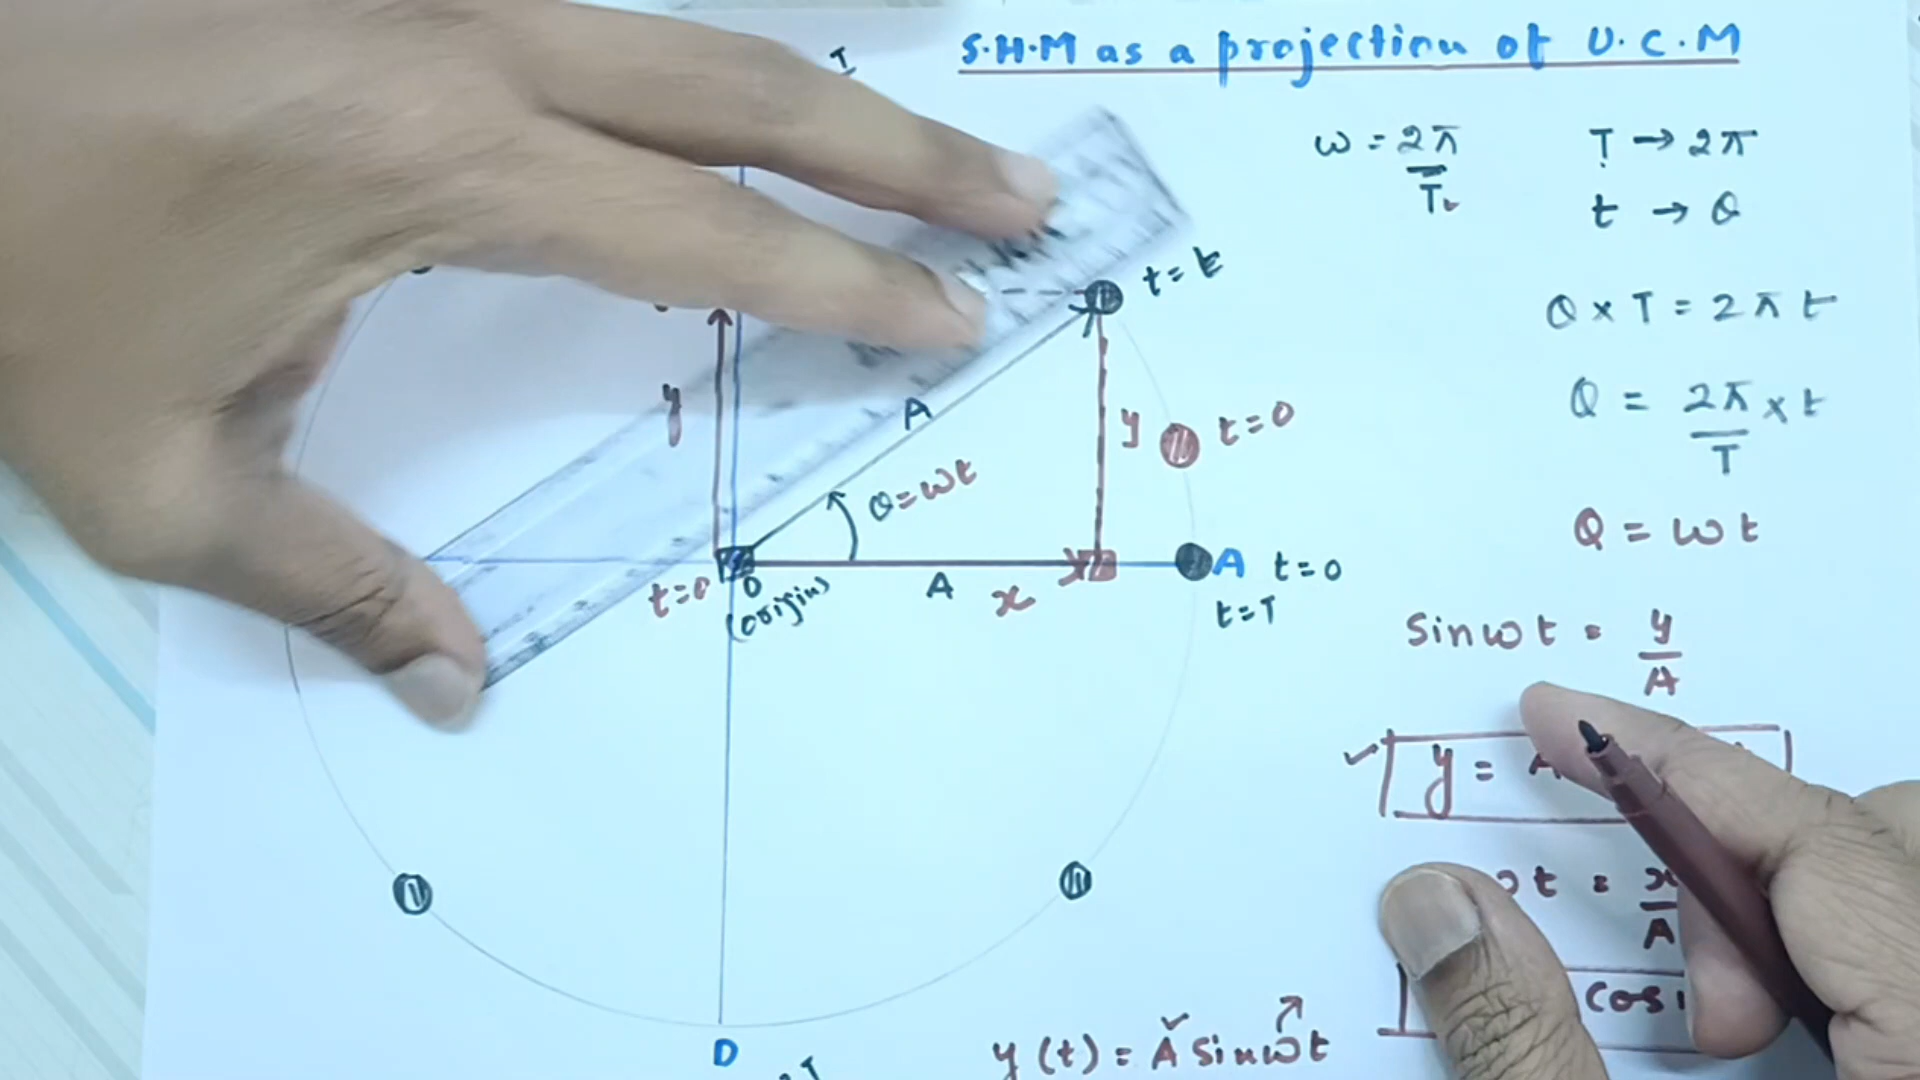 S.H.M as a projection of U.C.M
T
ω = 2π/T
T → 2π
t → θ
t = t
θ × T = 2π t
y
A
y
t = 0
θ = 2π/T × t
θ = ωt
θ = ωt
t=0
O
(origin)
A
x
A
t = 0
t = T
sin ωt = y/A
y = A
t = x/A
cos
D
T
y (t) = A sin ωt